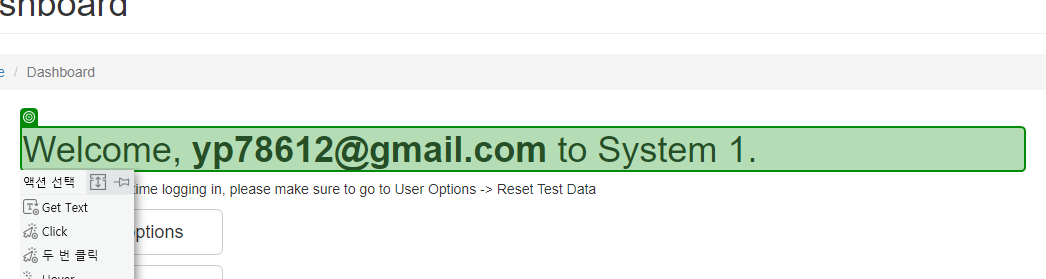 shboard
e / Dashboard
Welcome, yp78612@gmail.com to System 1.
액션 선택
time logging in, please make sure to go to User Options -> Reset Test Data
Get Text
ptions
Click
두 번 클릭
Hover